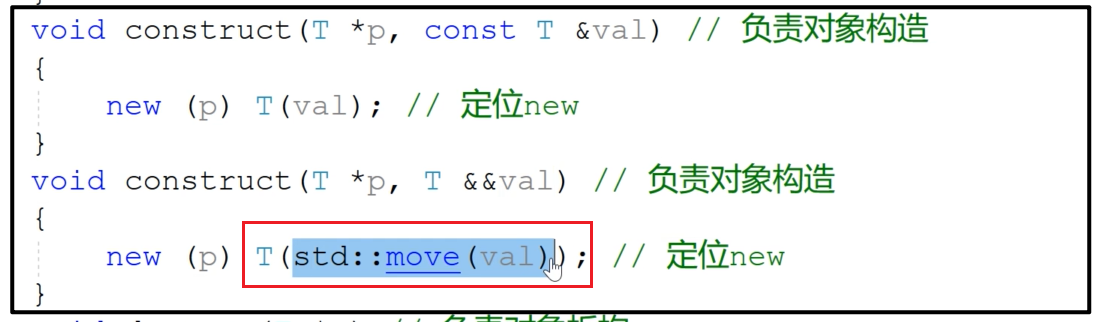 void construct(T *p, const T &val) // 负责对象构造
{
new (p) T(val); // 定位new
}
void construct(T *p, T &&val) // 负责对象构造
{
new (p) T(std::move(val)); // 定位new
}